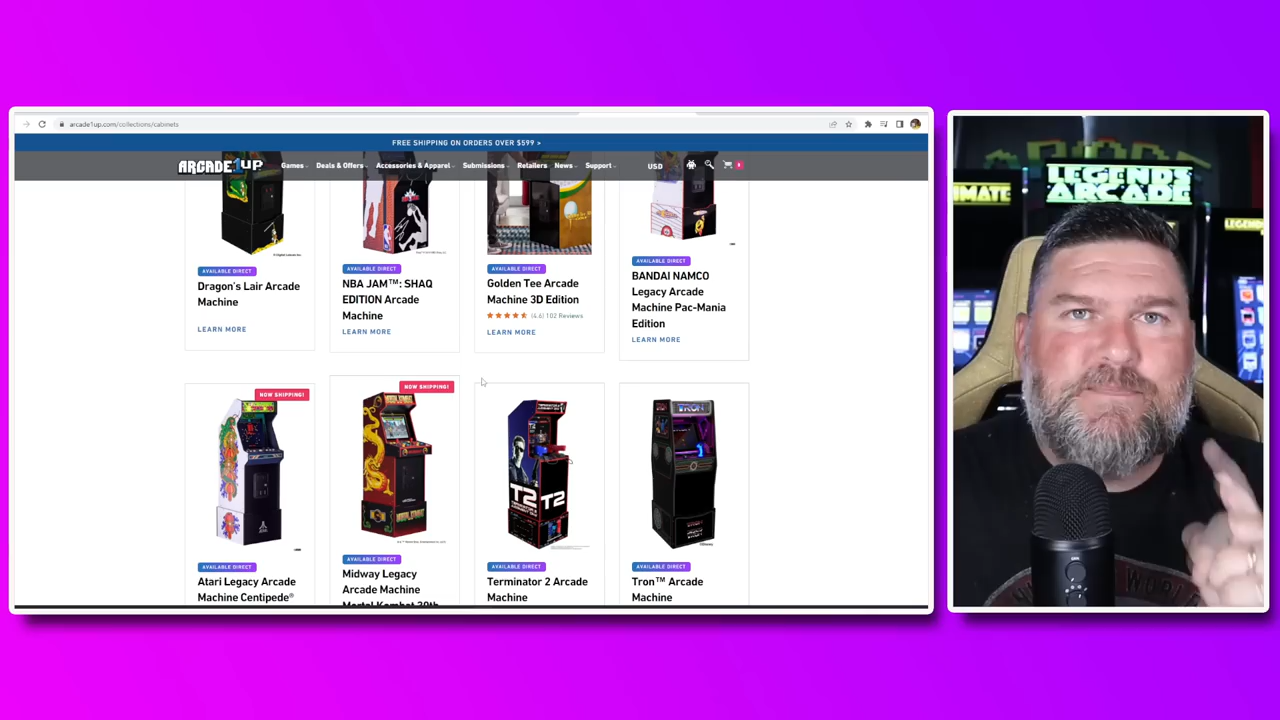 arcade1up.com/collections/cabinets
FREE SHIPPING ON ORDERS OVER $599 >
ARCADE1UP
Games
Deals & Offers
Accessories & Apparel
Submissions
Retailers
News
Support
USD
AVAILABLE DIRECT
Dragon's Lair Arcade
Machine
LEARN MORE
AVAILABLE DIRECT
NBA JAM™: SHAQ
EDITION Arcade
Machine
LEARN MORE
AVAILABLE DIRECT
Golden Tee Arcade
Machine 3D Edition
(4.6) 102 Reviews
LEARN MORE
AVAILABLE DIRECT
BANDAI NAMCO
Legacy Arcade
Machine Pac-Mania
Edition
LEARN MORE
NOW SHIPPING!
AVAILABLE DIRECT
Atari Legacy Arcade
Machine Centipede®
NOW SHIPPING!
AVAILABLE DIRECT
Midway Legacy
Arcade Machine
Mortal Kombat 30th
T2 T2
AVAILABLE DIRECT
Terminator 2 Arcade
Machine
TRON
AVAILABLE DIRECT
Tron™ Arcade
Machine
LEGENDS
ARCADE